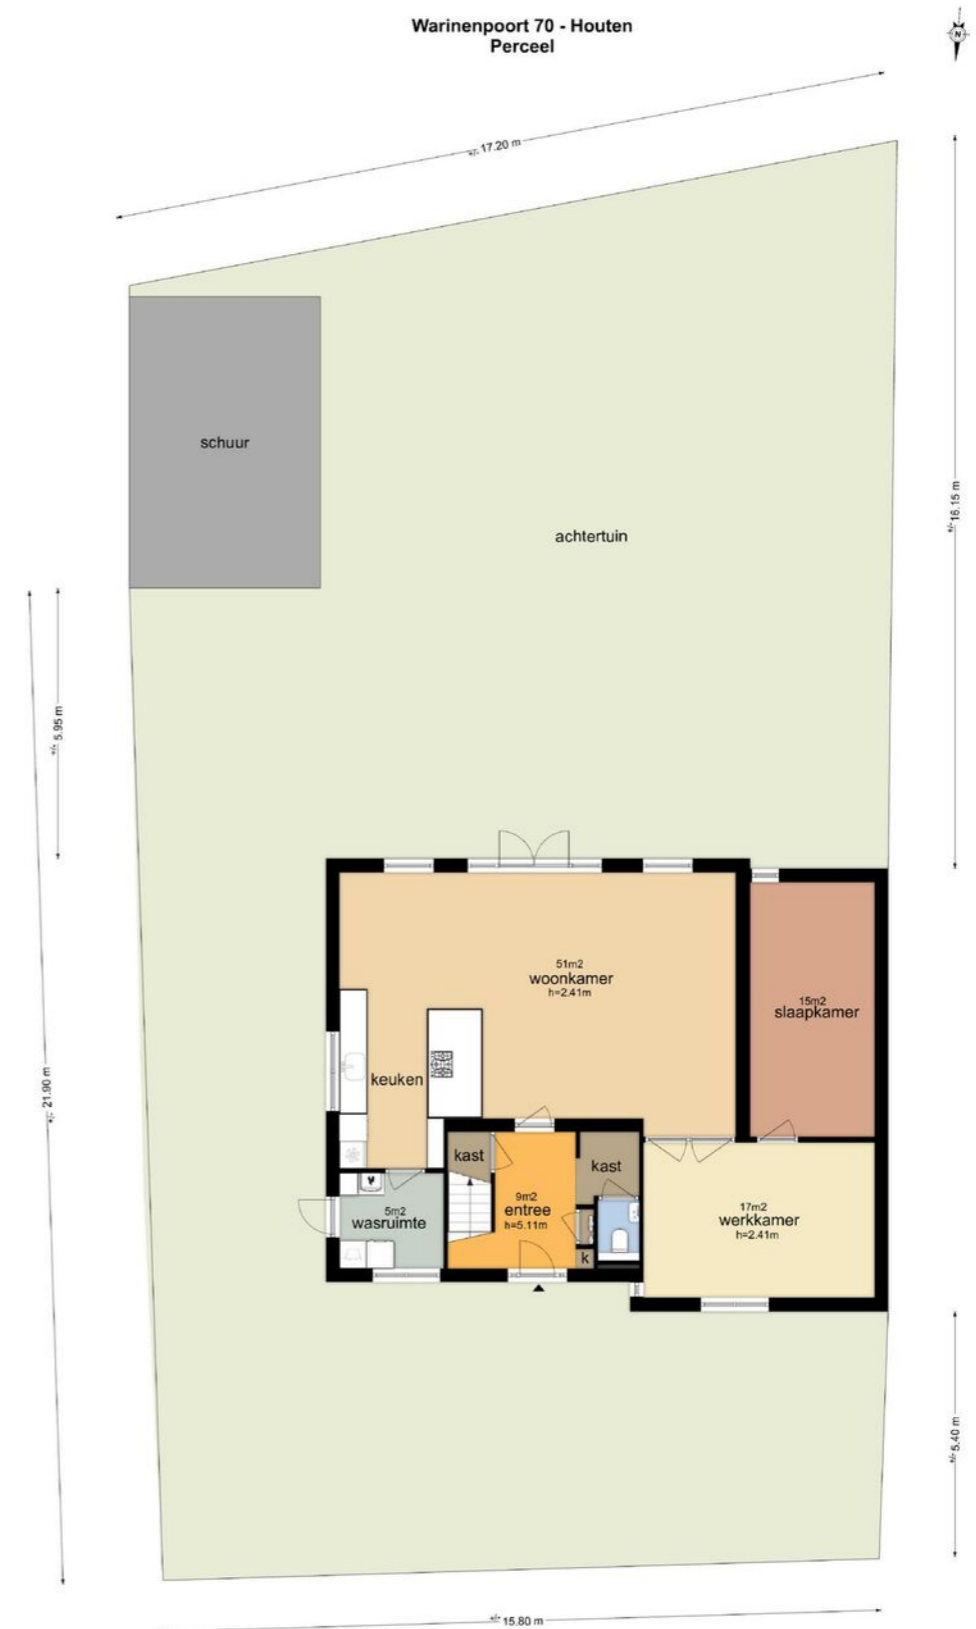 Warinenpoort 70 - Houten
Perceel
N
+/- 17.20 m
schuur
achtertuin
+/- 16.15 m
+/- 5.95 m
+/- 21.90 m
51m2
woonkamer
h=2.41m
15m2
slaapkamer
keuken
kast
kast
9m2
entree
h=5.11m
5m2
wasruimte
17m2
werkkamer
h=2.41m
k
+/- 5.40 m
+/- 15.80 m